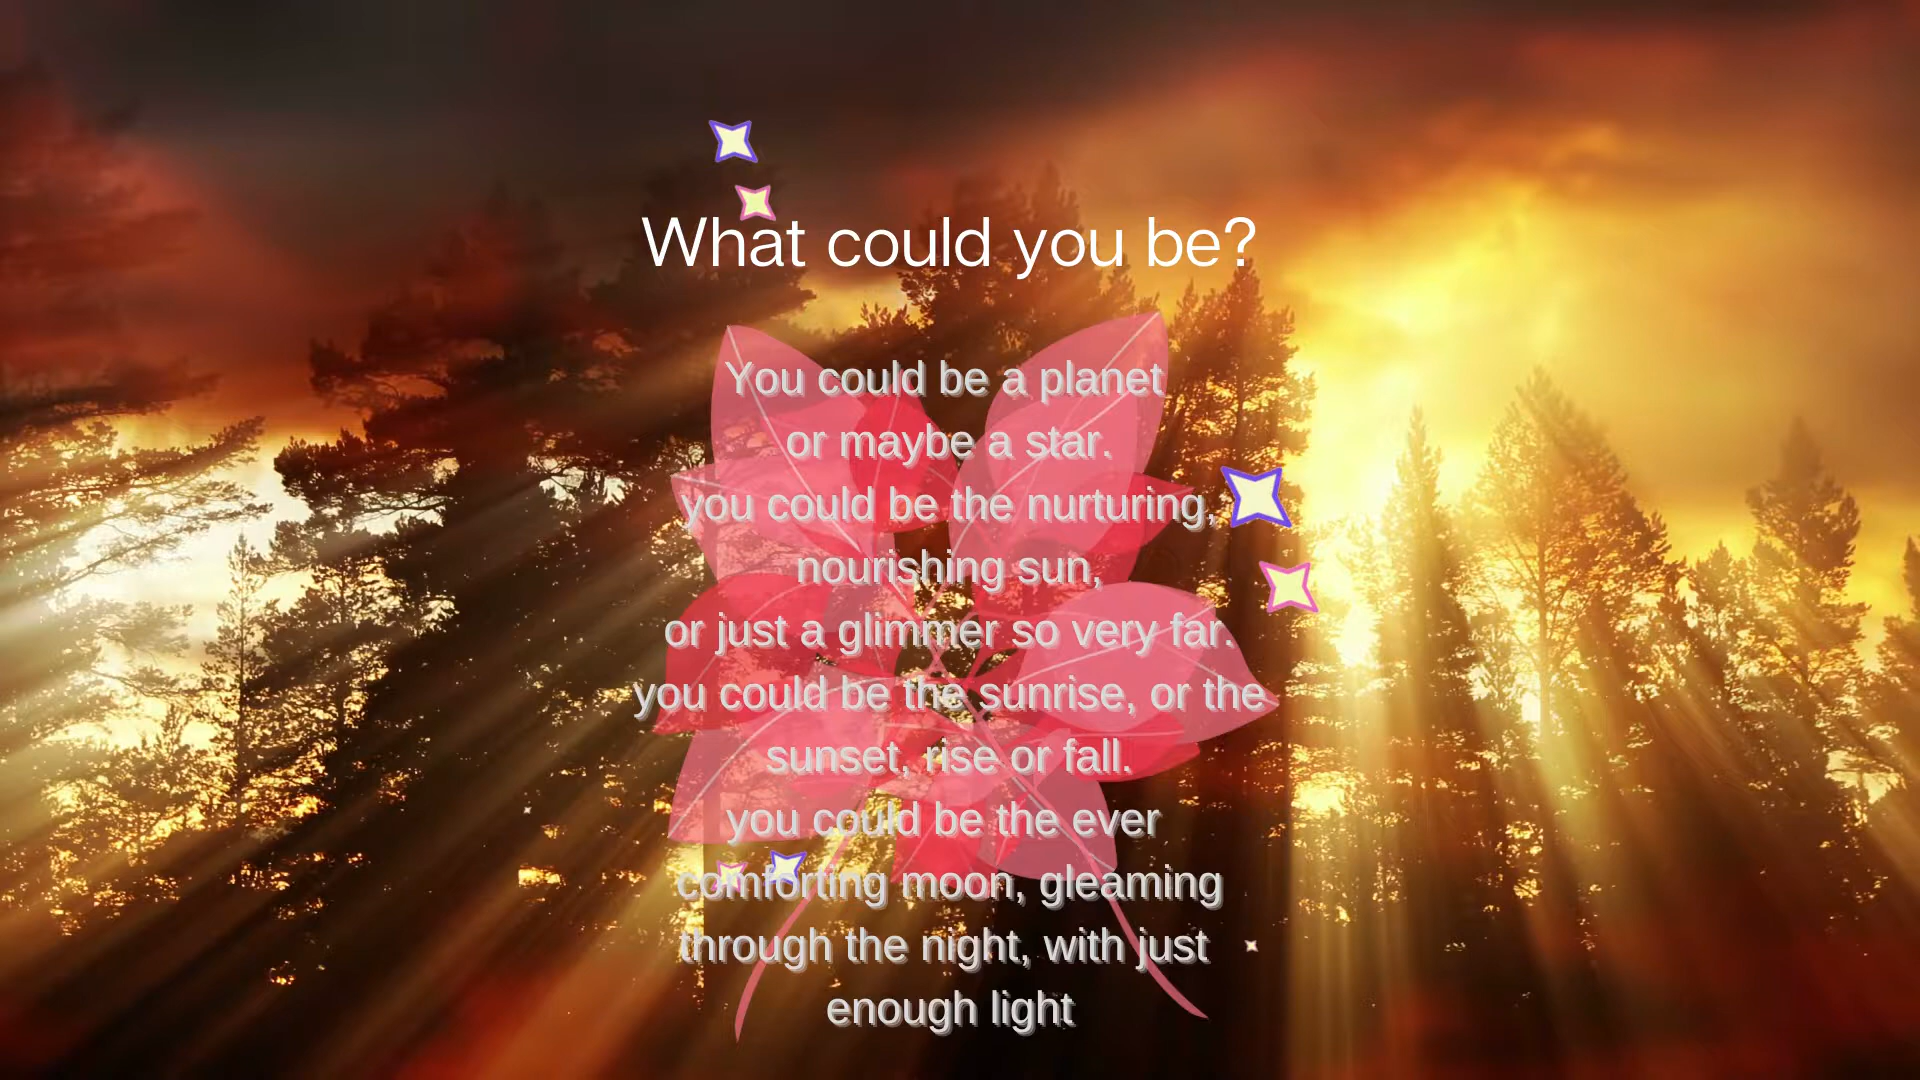 What could you be?
You could be a planet
or maybe a star.
you could be the nurturing,
nourishing sun,
or just a glimmer so very far.
you could be the sunrise, or the
sunset, rise or fall.
you could be the ever
comforting moon, gleaming
through the night, with just
enough light